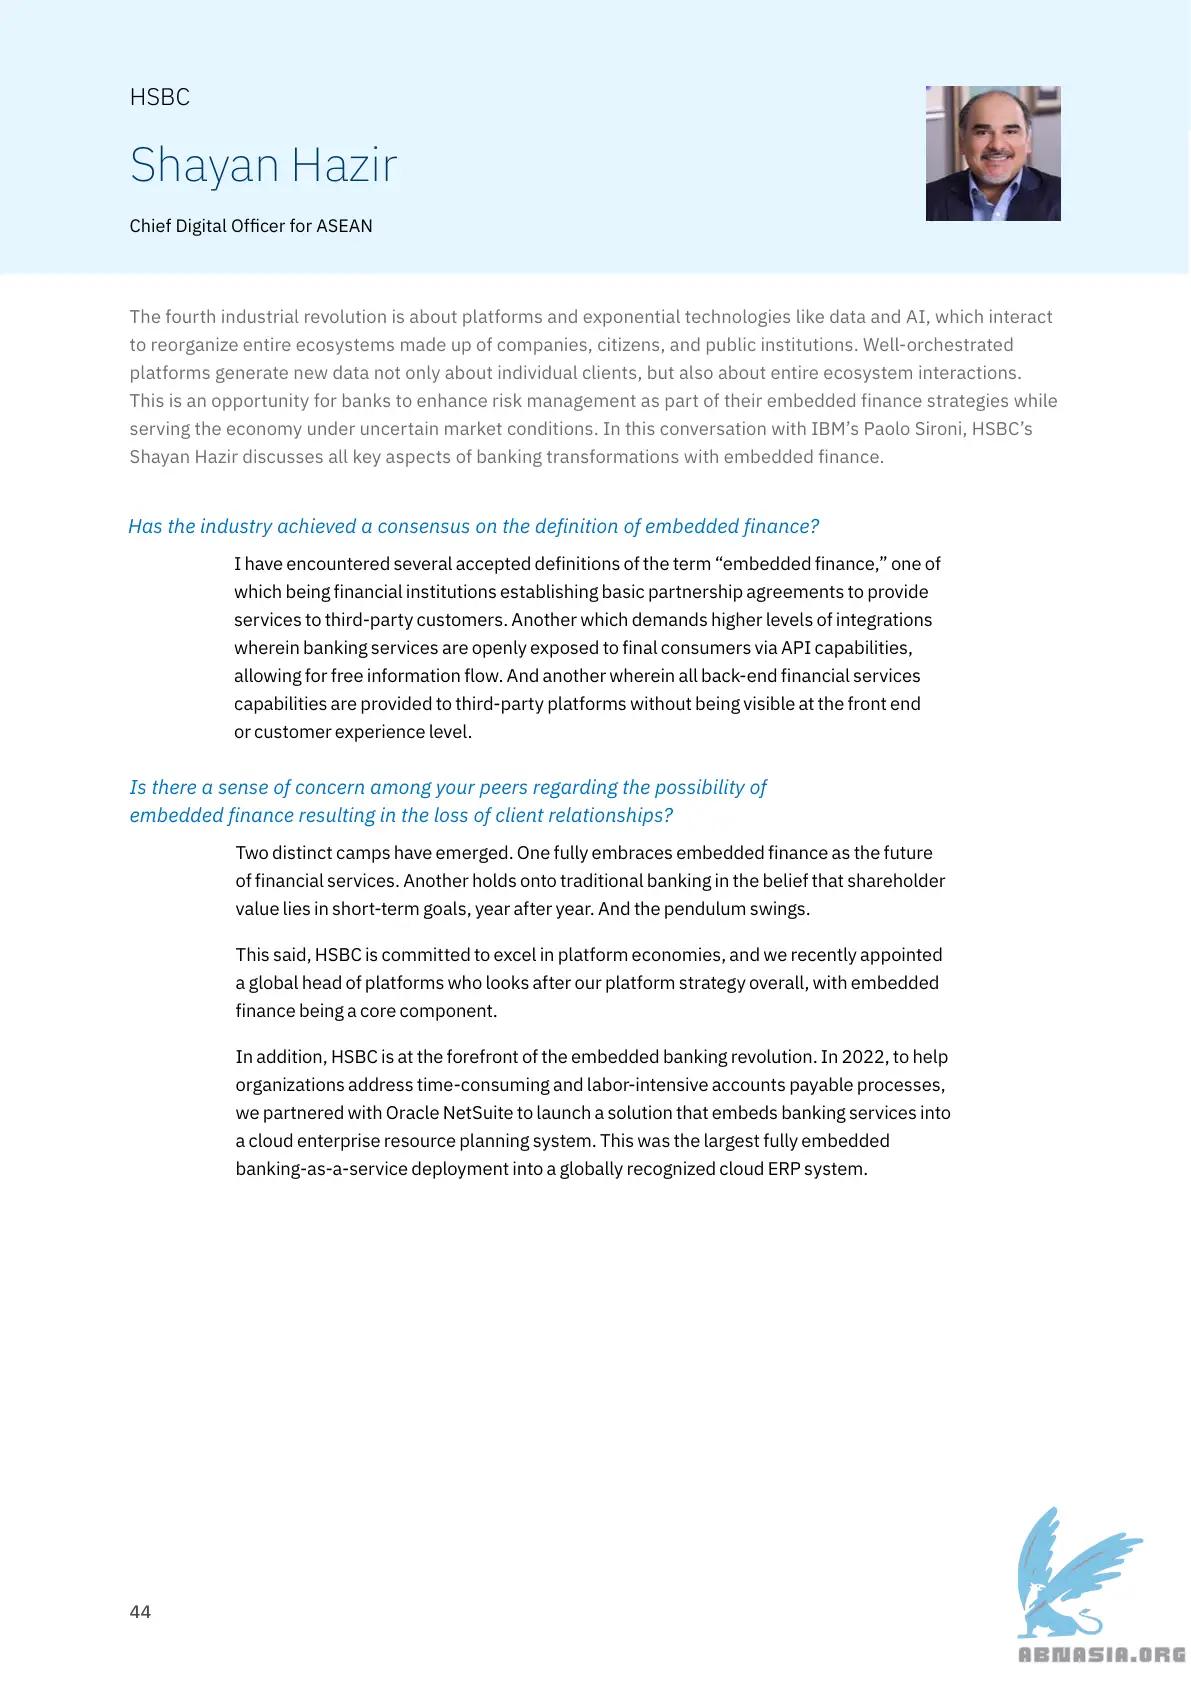 HSBC
Shayan Hazir
Chief Digital Officer for ASEAN
The fourth industrial revolution is about platforms and exponential technologies like data and AI, which interact
to reorganize entire ecosystems made up of companies, citizens, and public institutions. Well-orchestrated
platforms generate new data not only about individual clients, but also about entire ecosystem interactions.
This is an opportunity for banks to enhance risk management as part of their embedded finance strategies while
serving the economy under uncertain market conditions. In this conversation with IBM’s Paolo Sironi, HSBC’s
Shayan Hazir discusses all key aspects of banking transformations with embedded finance.
Has the industry achieved a consensus on the definition of embedded finance?
I have encountered several accepted definitions of the term “embedded finance,” one of
which being financial institutions establishing basic partnership agreements to provide
services to third-party customers. Another which demands higher levels of integrations
wherein banking services are openly exposed to final consumers via API capabilities,
allowing for free information flow. And another wherein all back-end financial services
capabilities are provided to third-party platforms without being visible at the front end
or customer experience level.
Is there a sense of concern among your peers regarding the possibility of
embedded finance resulting in the loss of client relationships?
Two distinct camps have emerged. One fully embraces embedded finance as the future
of financial services. Another holds onto traditional banking in the belief that shareholder
value lies in short-term goals, year after year. And the pendulum swings.
This said, HSBC is committed to excel in platform economies, and we recently appointed
a global head of platforms who looks after our platform strategy overall, with embedded
finance being a core component.
In addition, HSBC is at the forefront of the embedded banking revolution. In 2022, to help
organizations address time-consuming and labor-intensive accounts payable processes,
we partnered with Oracle NetSuite to launch a solution that embeds banking services into
a cloud enterprise resource planning system. This was the largest fully embedded
banking-as-a-service deployment into a globally recognized cloud ERP system.
44
ABNASIA.ORG